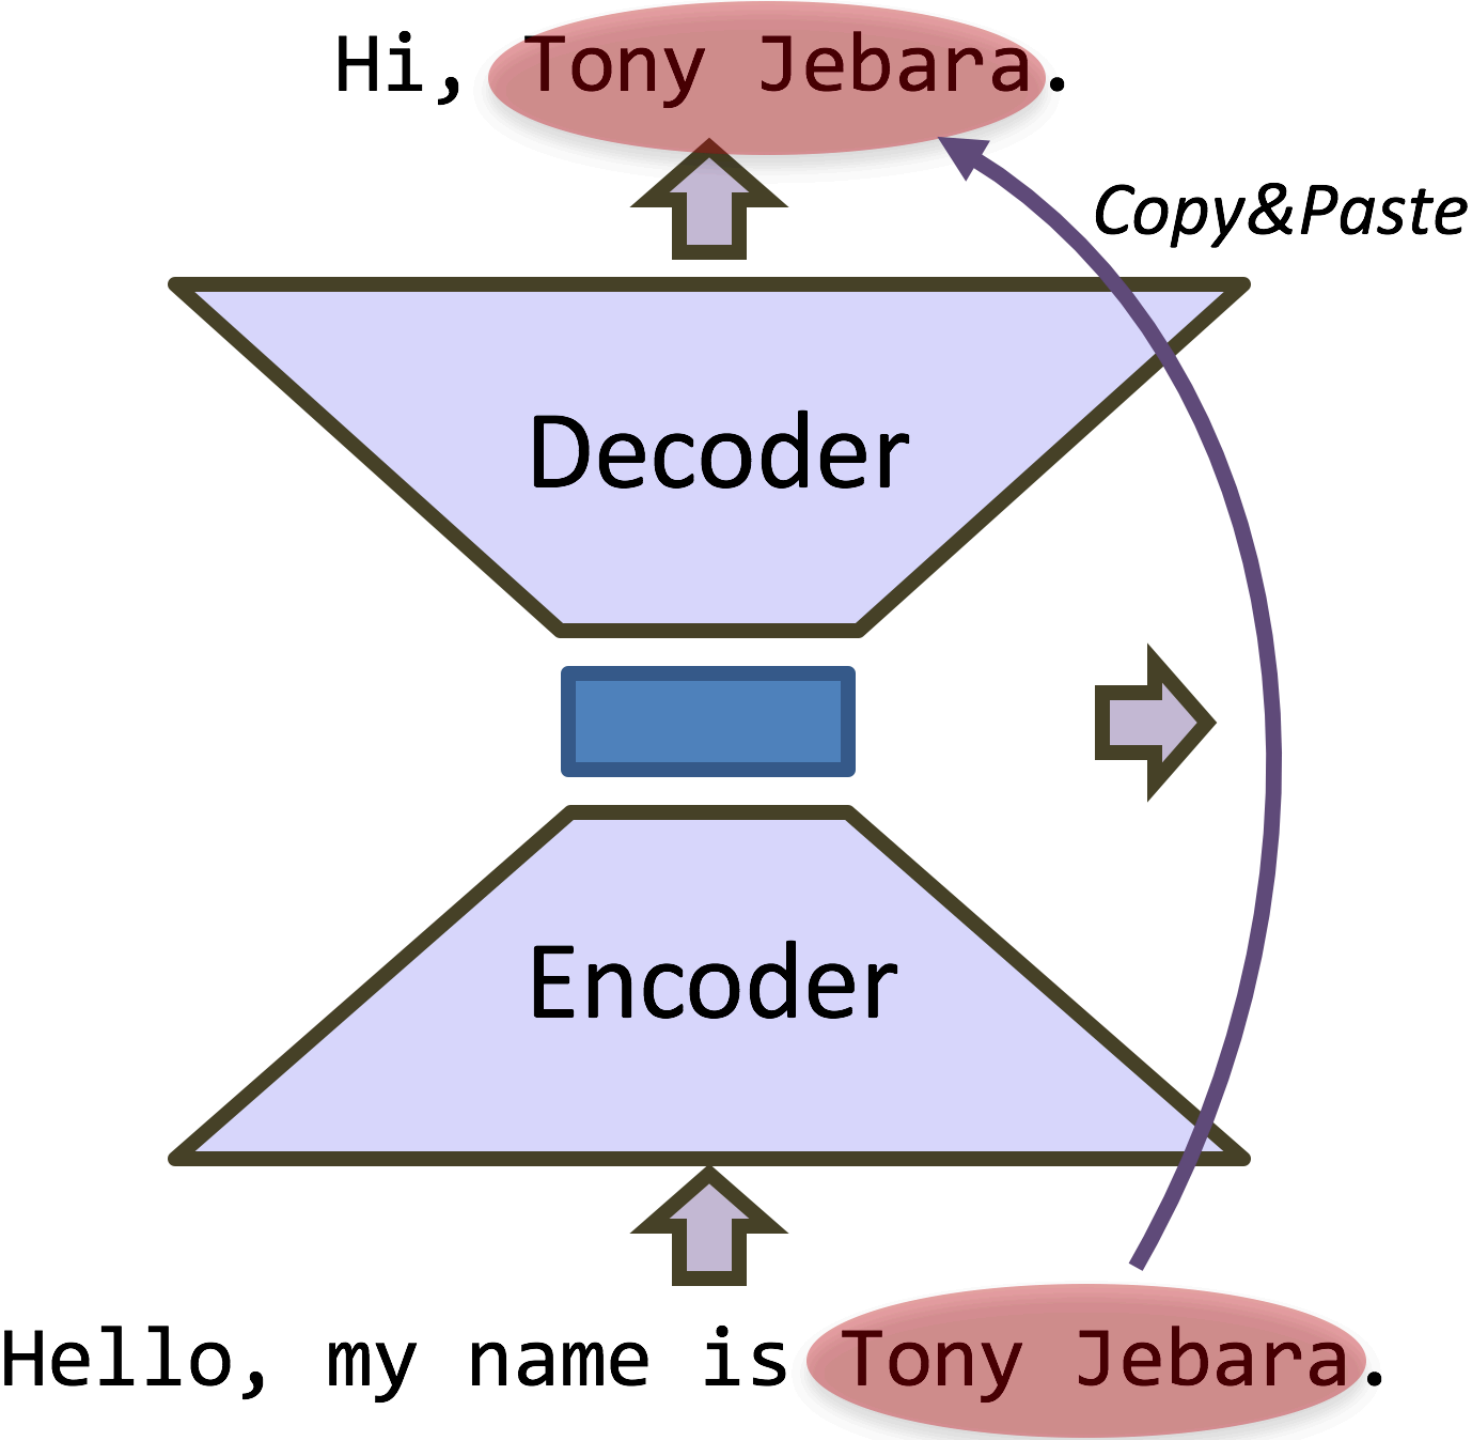 Hi, Tony Jebara.
Copy&Paste
Decoder
Encoder
Hello, my name is Tony Jebara.